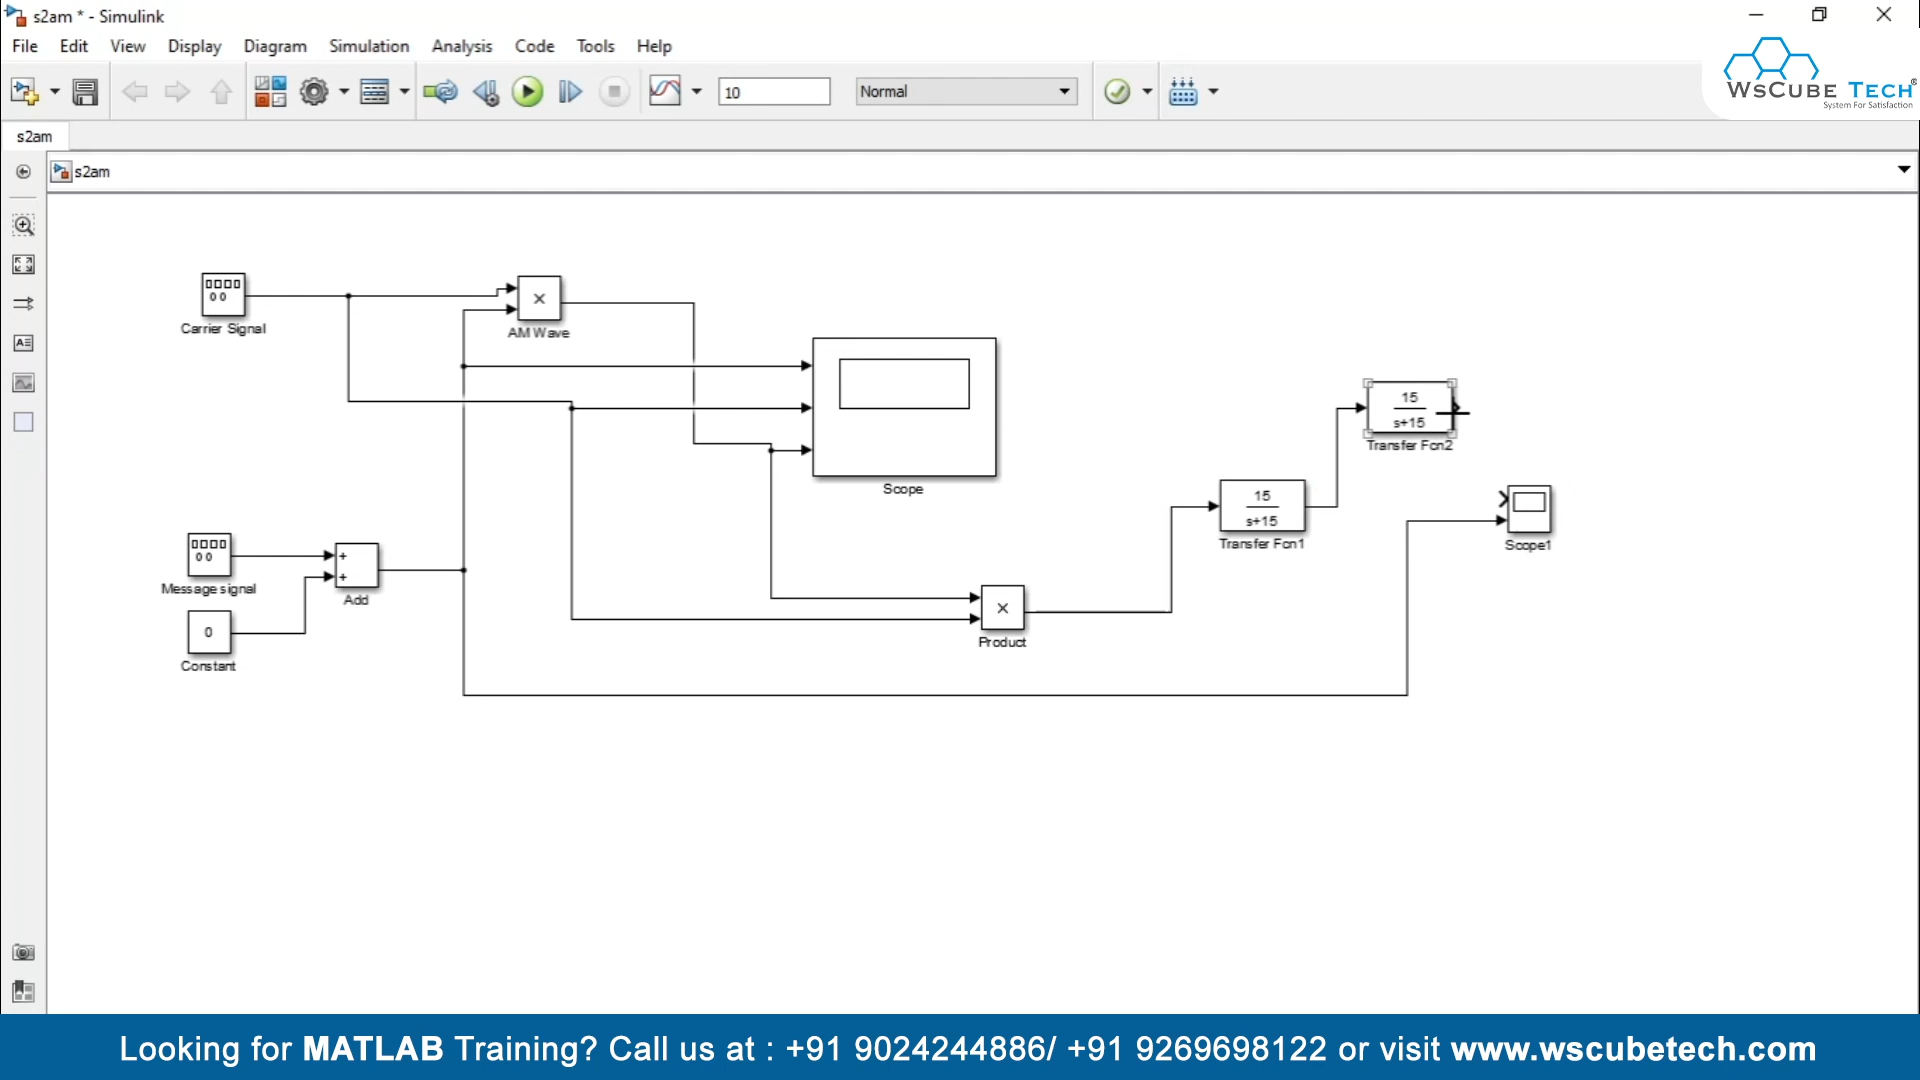 s2am * - Simulink
File Edit View Display Diagram Simulation Analysis Code Tools Help
10 Normal
WSCUBE TECH®
System For Satisfaction
s2am
s2am
Carrier Signal
×
AM Wave
Scope
15
s+15
Transfer Fcn2
15
s+15
Transfer Fcn1
Scope1
Message signal
+
+
Add
0
Constant
×
Product
Looking for MATLAB Training? Call us at : +91 9024244886/ +91 9269698122 or visit www.wscubetech.com